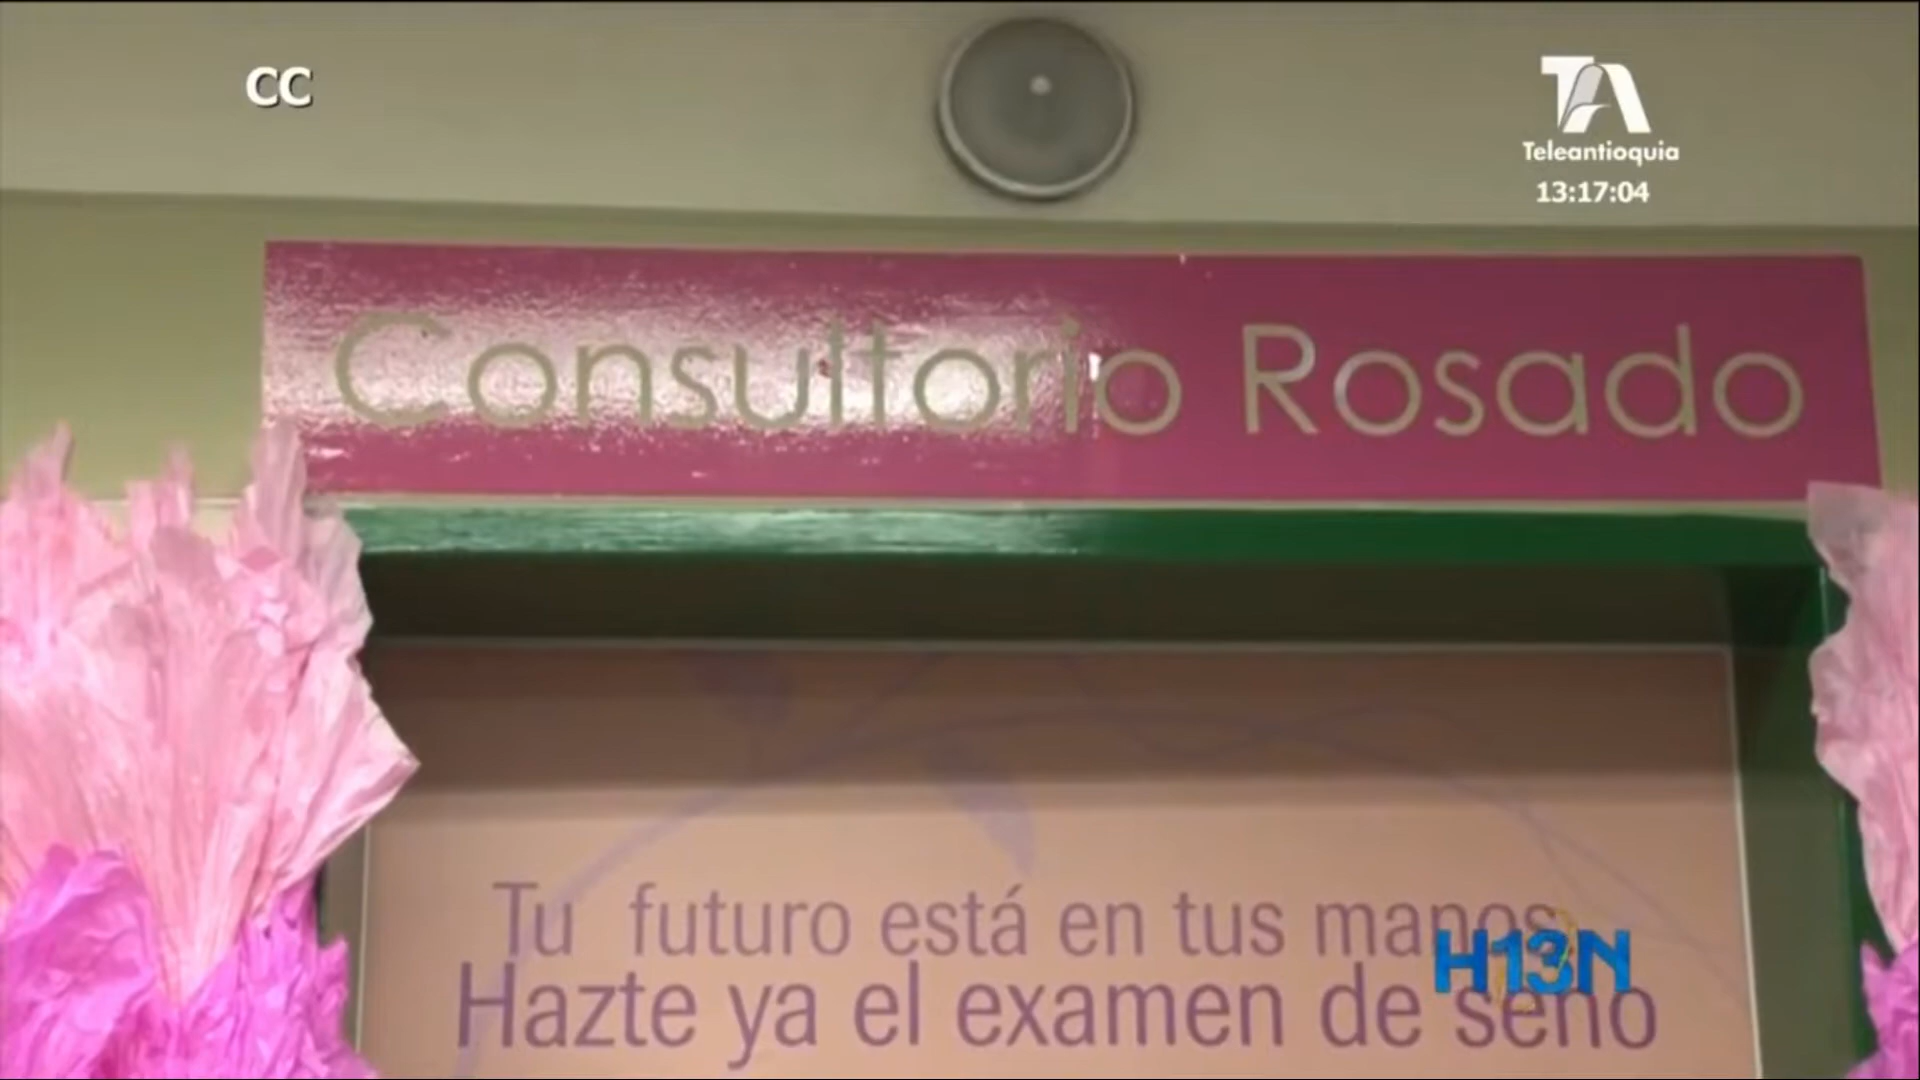 CC
TA
Teleantioquia
13:17:04
Consultorio Rosado
Tu futuro está en tus manos
Hazte ya el examen de seno
H13N